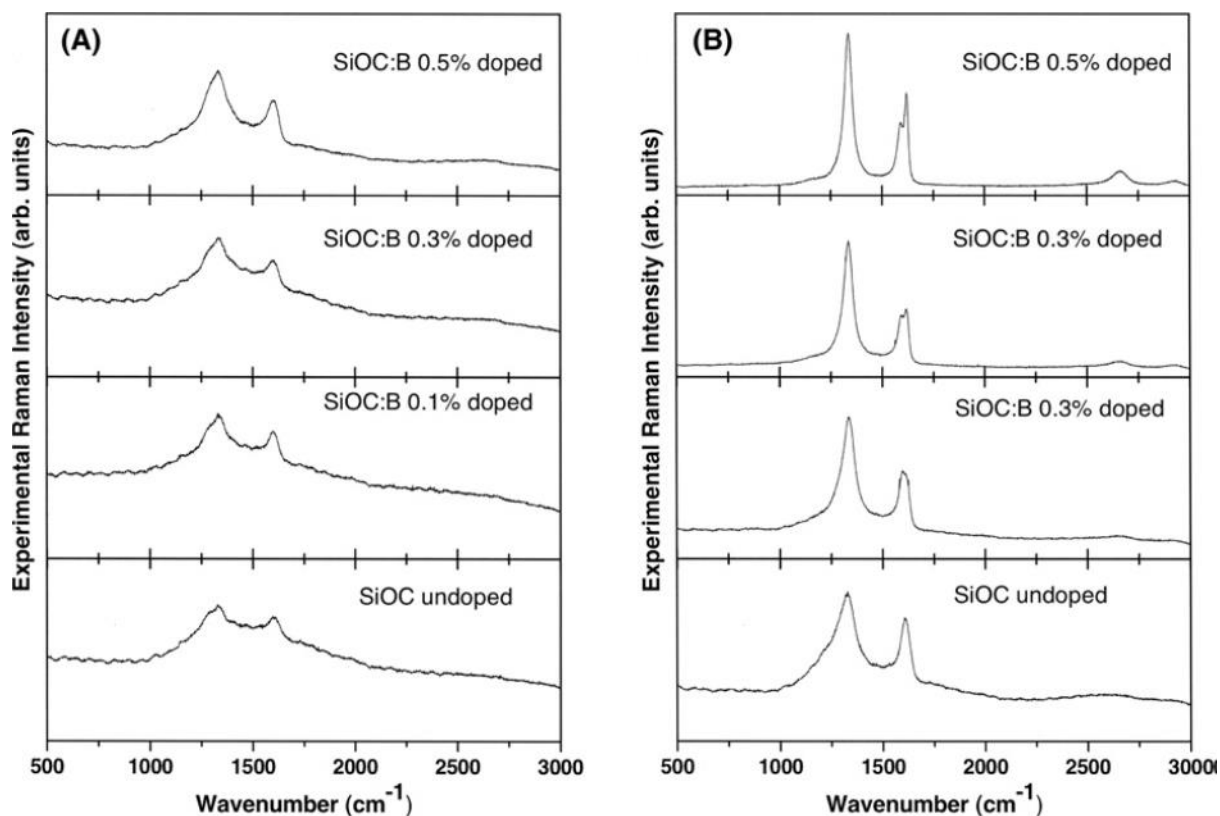 (A)
SiOC:B 0.5% doped
SiOC:B 0.3% doped
SiOC:B 0.1% doped
SiOC undoped
Experimental Raman Intensity (arb. units)
500 1000 1500 2000 2500 3000
Wavenumber (cm-1)
(B)
SiOC:B 0.5% doped
SiOC:B 0.3% doped
SiOC:B 0.3% doped
SiOC undoped
Experimental Raman Intensity (arb. units)
500 1000 1500 2000 2500 3000
Wavenumber (cm-1)